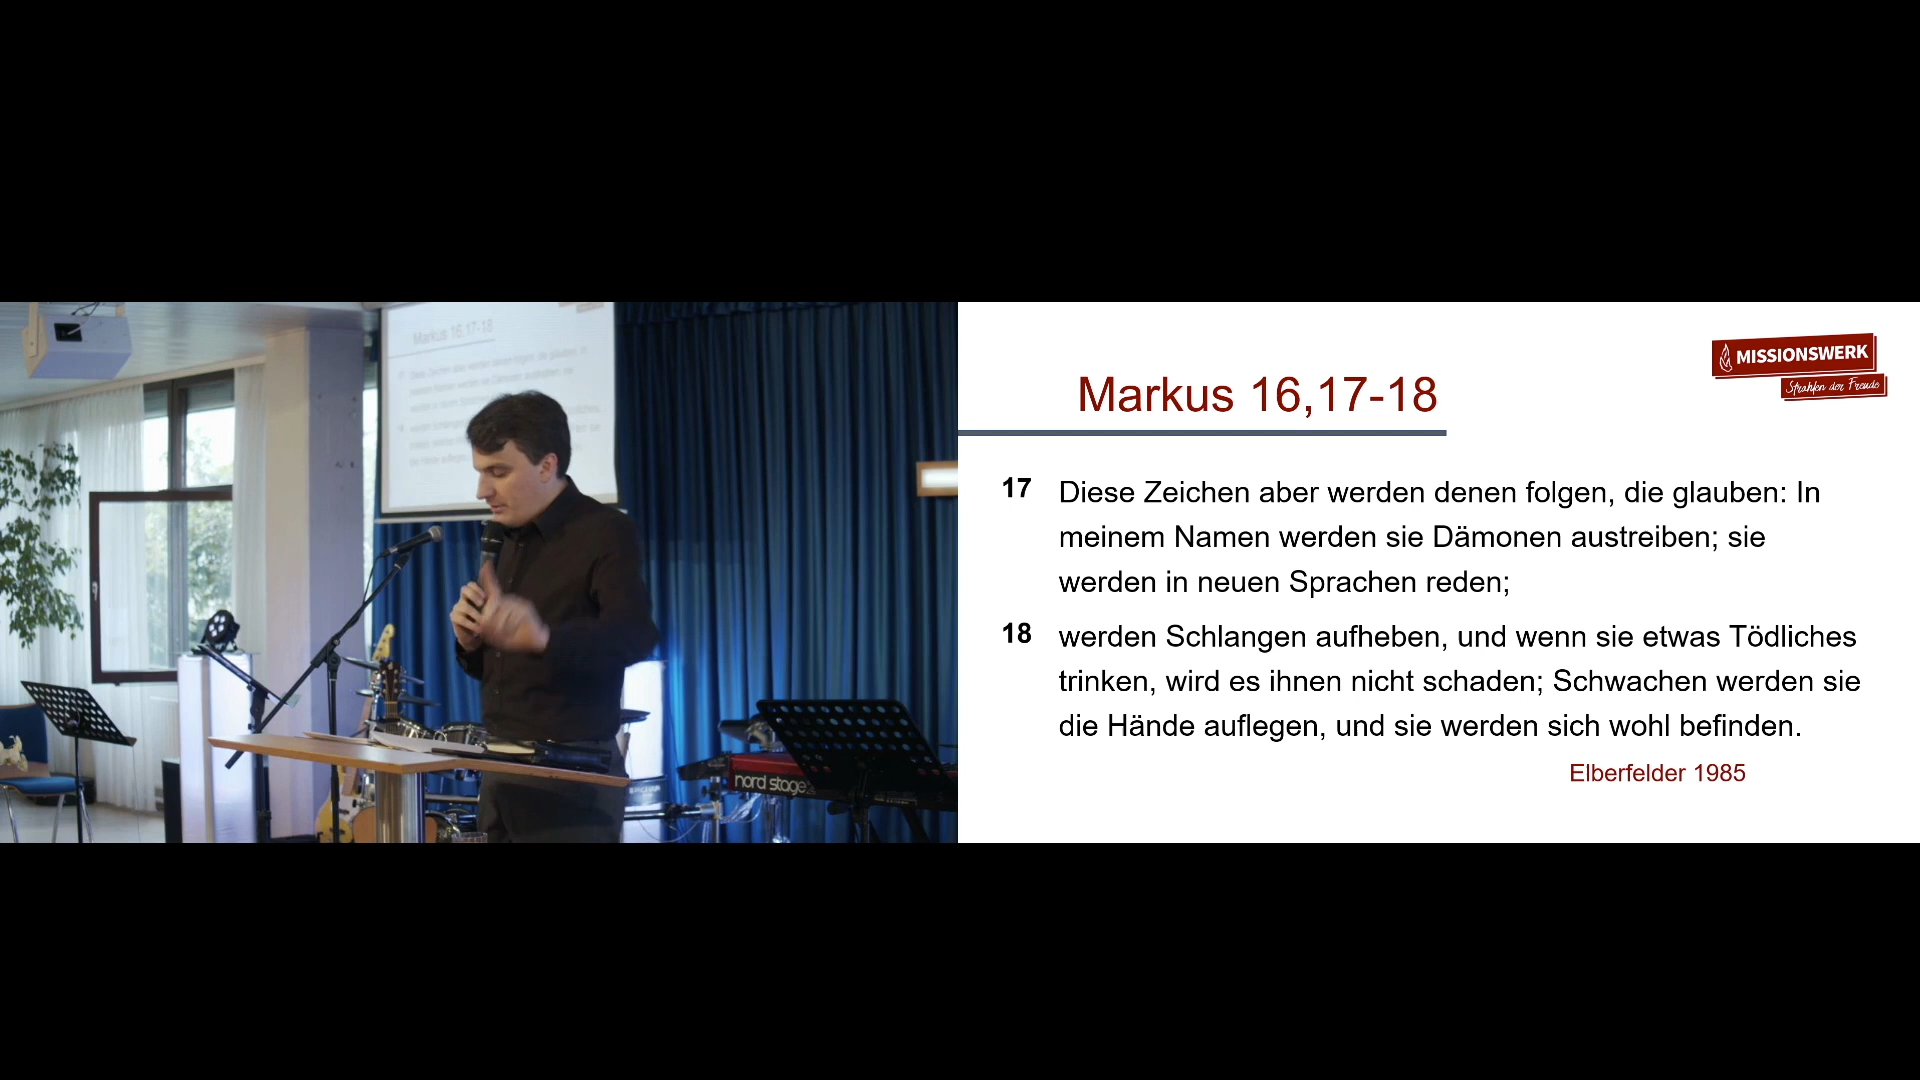 Markus 16,17-18
nord stage
MISSIONSWERK
Strahlen der Freude
Markus 16,17-18
17 Diese Zeichen aber werden denen folgen, die glauben: In
meinem Namen werden sie Dämonen austreiben; sie
werden in neuen Sprachen reden;
18 werden Schlangen aufheben, und wenn sie etwas Tödliches
trinken, wird es ihnen nicht schaden; Schwachen werden sie
die Hände auflegen, und sie werden sich wohl befinden.
Elberfelder 1985